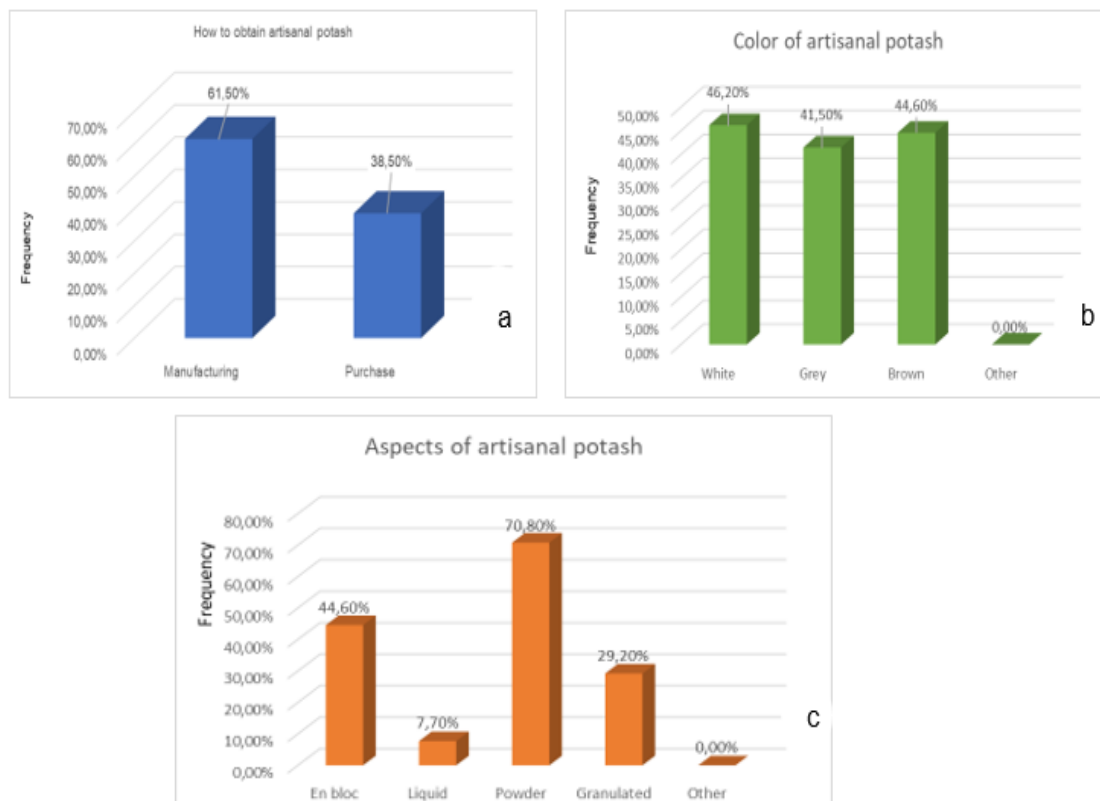 How to obtain artisanal potash
61,50%
38,50%
70,00%
60,00%
50,00%
40,00%
30,00%
20,00%
10,00%
0,00%
Frequency
Manufacturing Purchase
a
Color of artisanal potash
46,20% 41,50% 44,60% 0,00%
50,00%
45,00%
40,00%
35,00%
30,00%
25,00%
20,00%
15,00%
10,00%
5,00%
0,00%
Frequency
White Grey Brown Other
b
Aspects of artisanal potash
44,60% 7,70% 70,80% 29,20% 0,00%
80,00%
70,00%
60,00%
50,00%
40,00%
30,00%
20,00%
10,00%
0,00%
Frequency
En bloc Liquid Powder Granulated Other
c